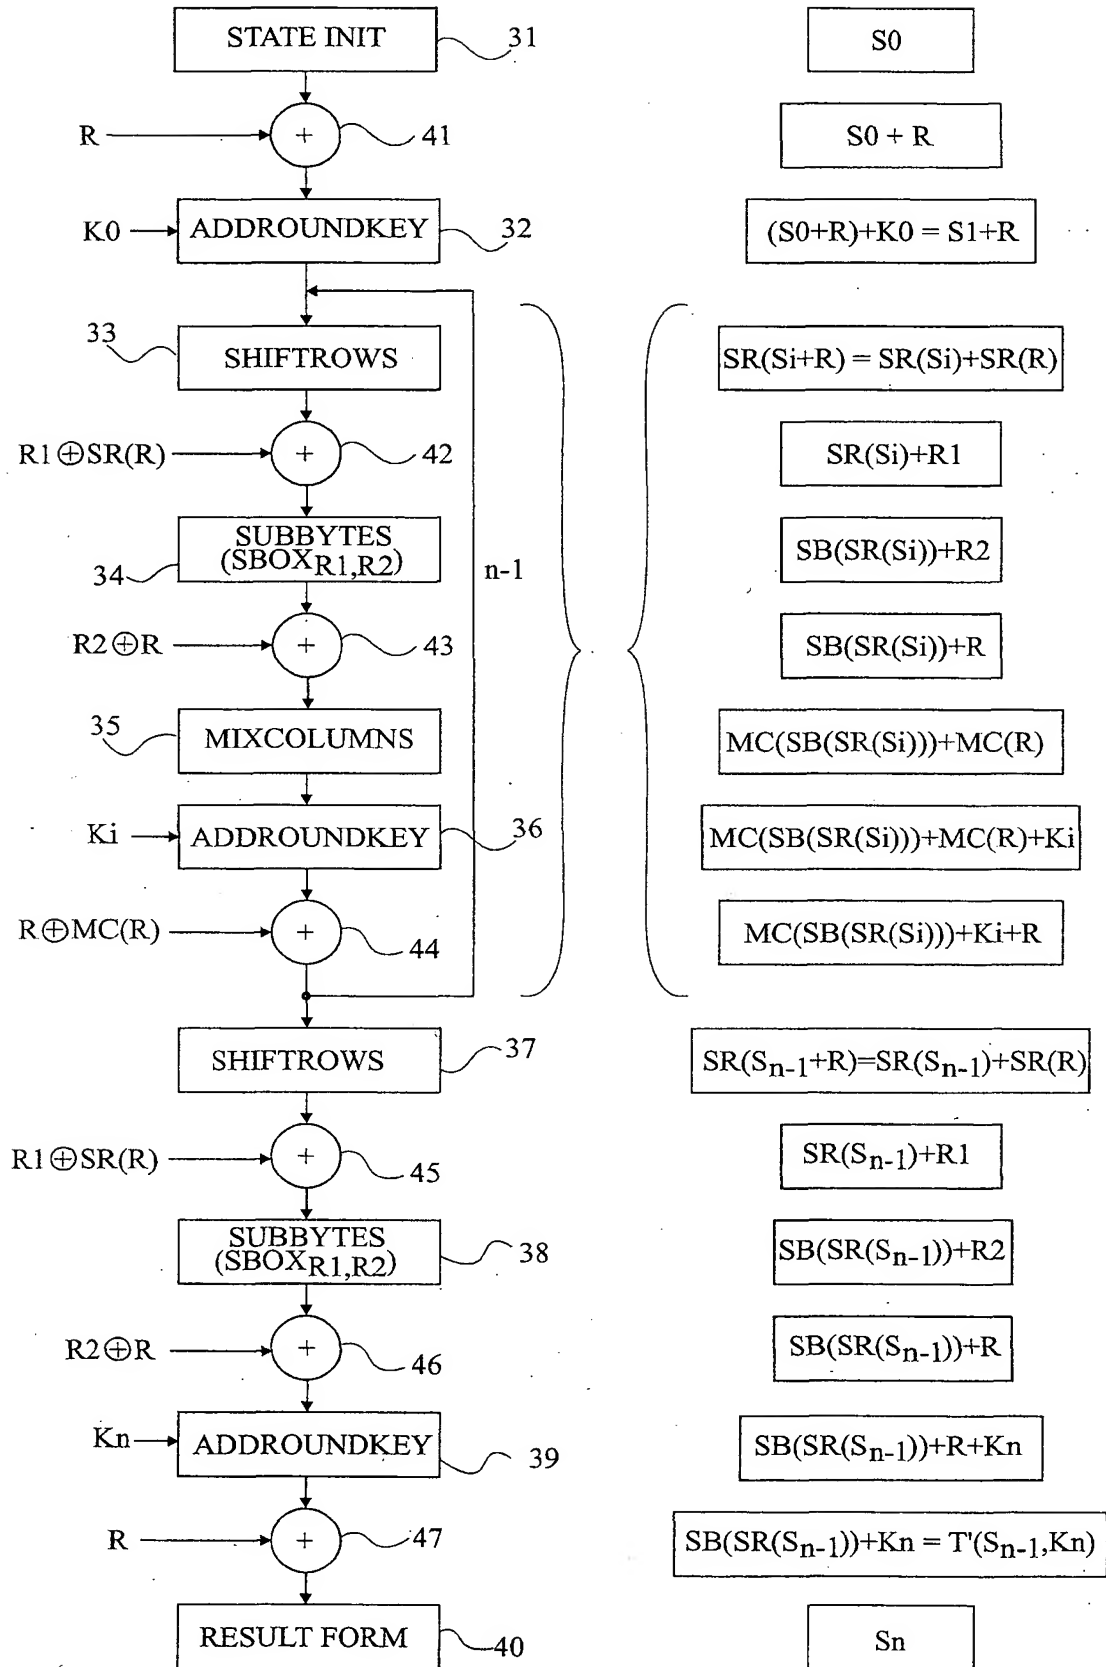 STATE INIT 31 S0
R + 41 S0 + R
K0 ADDROUNDKEY 32 (S0+R)+K0 = S1+R
33 SHIFTROWS SR(Si+R) = SR(Si)+SR(R)
R1⊕SR(R) + 42 SR(Si)+R1
SUBBYTES
(SBOXR1,R2) 34 n-1 SB(SR(Si))+R2
R2⊕R + 43 SB(SR(Si))+R
35 MIXCOLUMNS MC(SB(SR(Si)))+MC(R)
Ki ADDROUNDKEY 36 MC(SB(SR(Si)))+MC(R)+Ki
R⊕MC(R) + 44 MC(SB(SR(Si)))+Ki+R
SHIFTROWS 37 SR(Sn-1+R)=SR(Sn-1)+SR(R)
R1⊕SR(R) + 45 SR(Sn-1)+R1
SUBBYTES
(SBOXR1,R2) 38 SB(SR(Sn-1))+R2
R2⊕R + 46 SB(SR(Sn-1))+R
Kn ADDROUNDKEY 39 SB(SR(Sn-1))+R+Kn
R + 47 SB(SR(Sn-1))+Kn = T'(Sn-1,Kn)
RESULT FORM 40 Sn